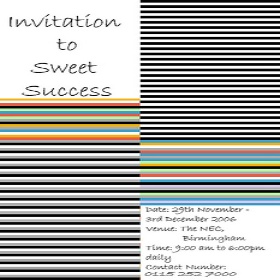 Invitation
to
Sweet
Success
Date: 29th November -
3rd December 2006
Venue: The NEC,
Birmingham
Time: 9:00 am to 6:00pm
daily
Contact Number:
0115 252 7000